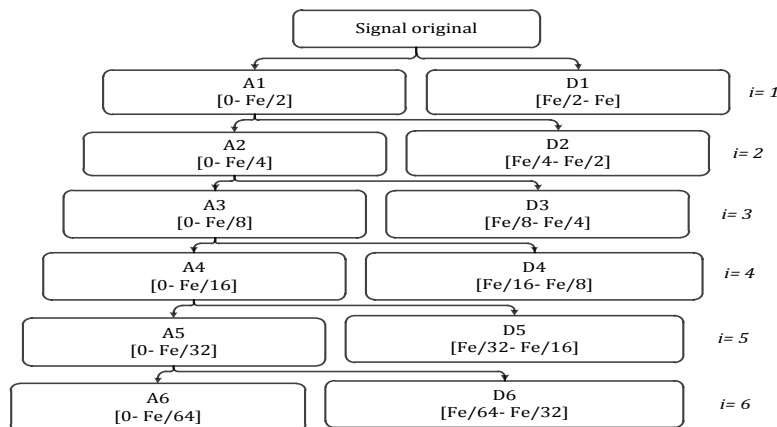 Signal original
A1
[0- Fe/2]
D1
[Fe/2- Fe]
i= 1
A2
[0- Fe/4]
D2
[Fe/4- Fe/2]
i= 2
A3
[0- Fe/8]
D3
[Fe/8- Fe/4]
i= 3
A4
[0- Fe/16]
D4
[Fe/16- Fe/8]
i= 4
A5
[0- Fe/32]
D5
[Fe/32- Fe/16]
i= 5
A6
[0- Fe/64]
D6
[Fe/64- Fe/32]
i= 6